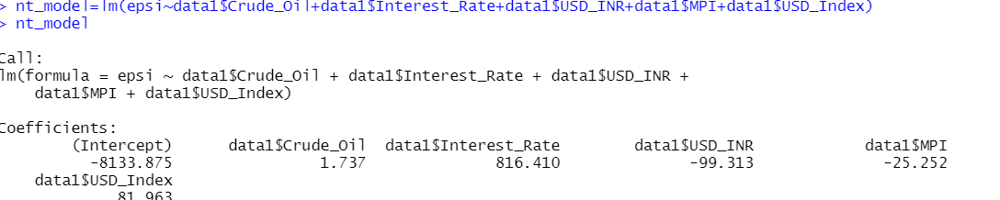 > nt_model=lm(epsi~data1$Crude_Oil+data1$Interest_Rate+data1$USD_INR+data1$MPI+data1$USD_Index)
> nt_model
Call:
lm(formula = epsi ~ data1$Crude_Oil + data1$Interest_Rate + data1$USD_INR +
data1$MPI + data1$USD_Index)
Coefficients:
(Intercept) data1$Crude_Oil data1$Interest_Rate data1$USD_INR data1$MPI
-8133.875 1.737 816.410 -99.313 -25.252
data1$USD_Index
81.963